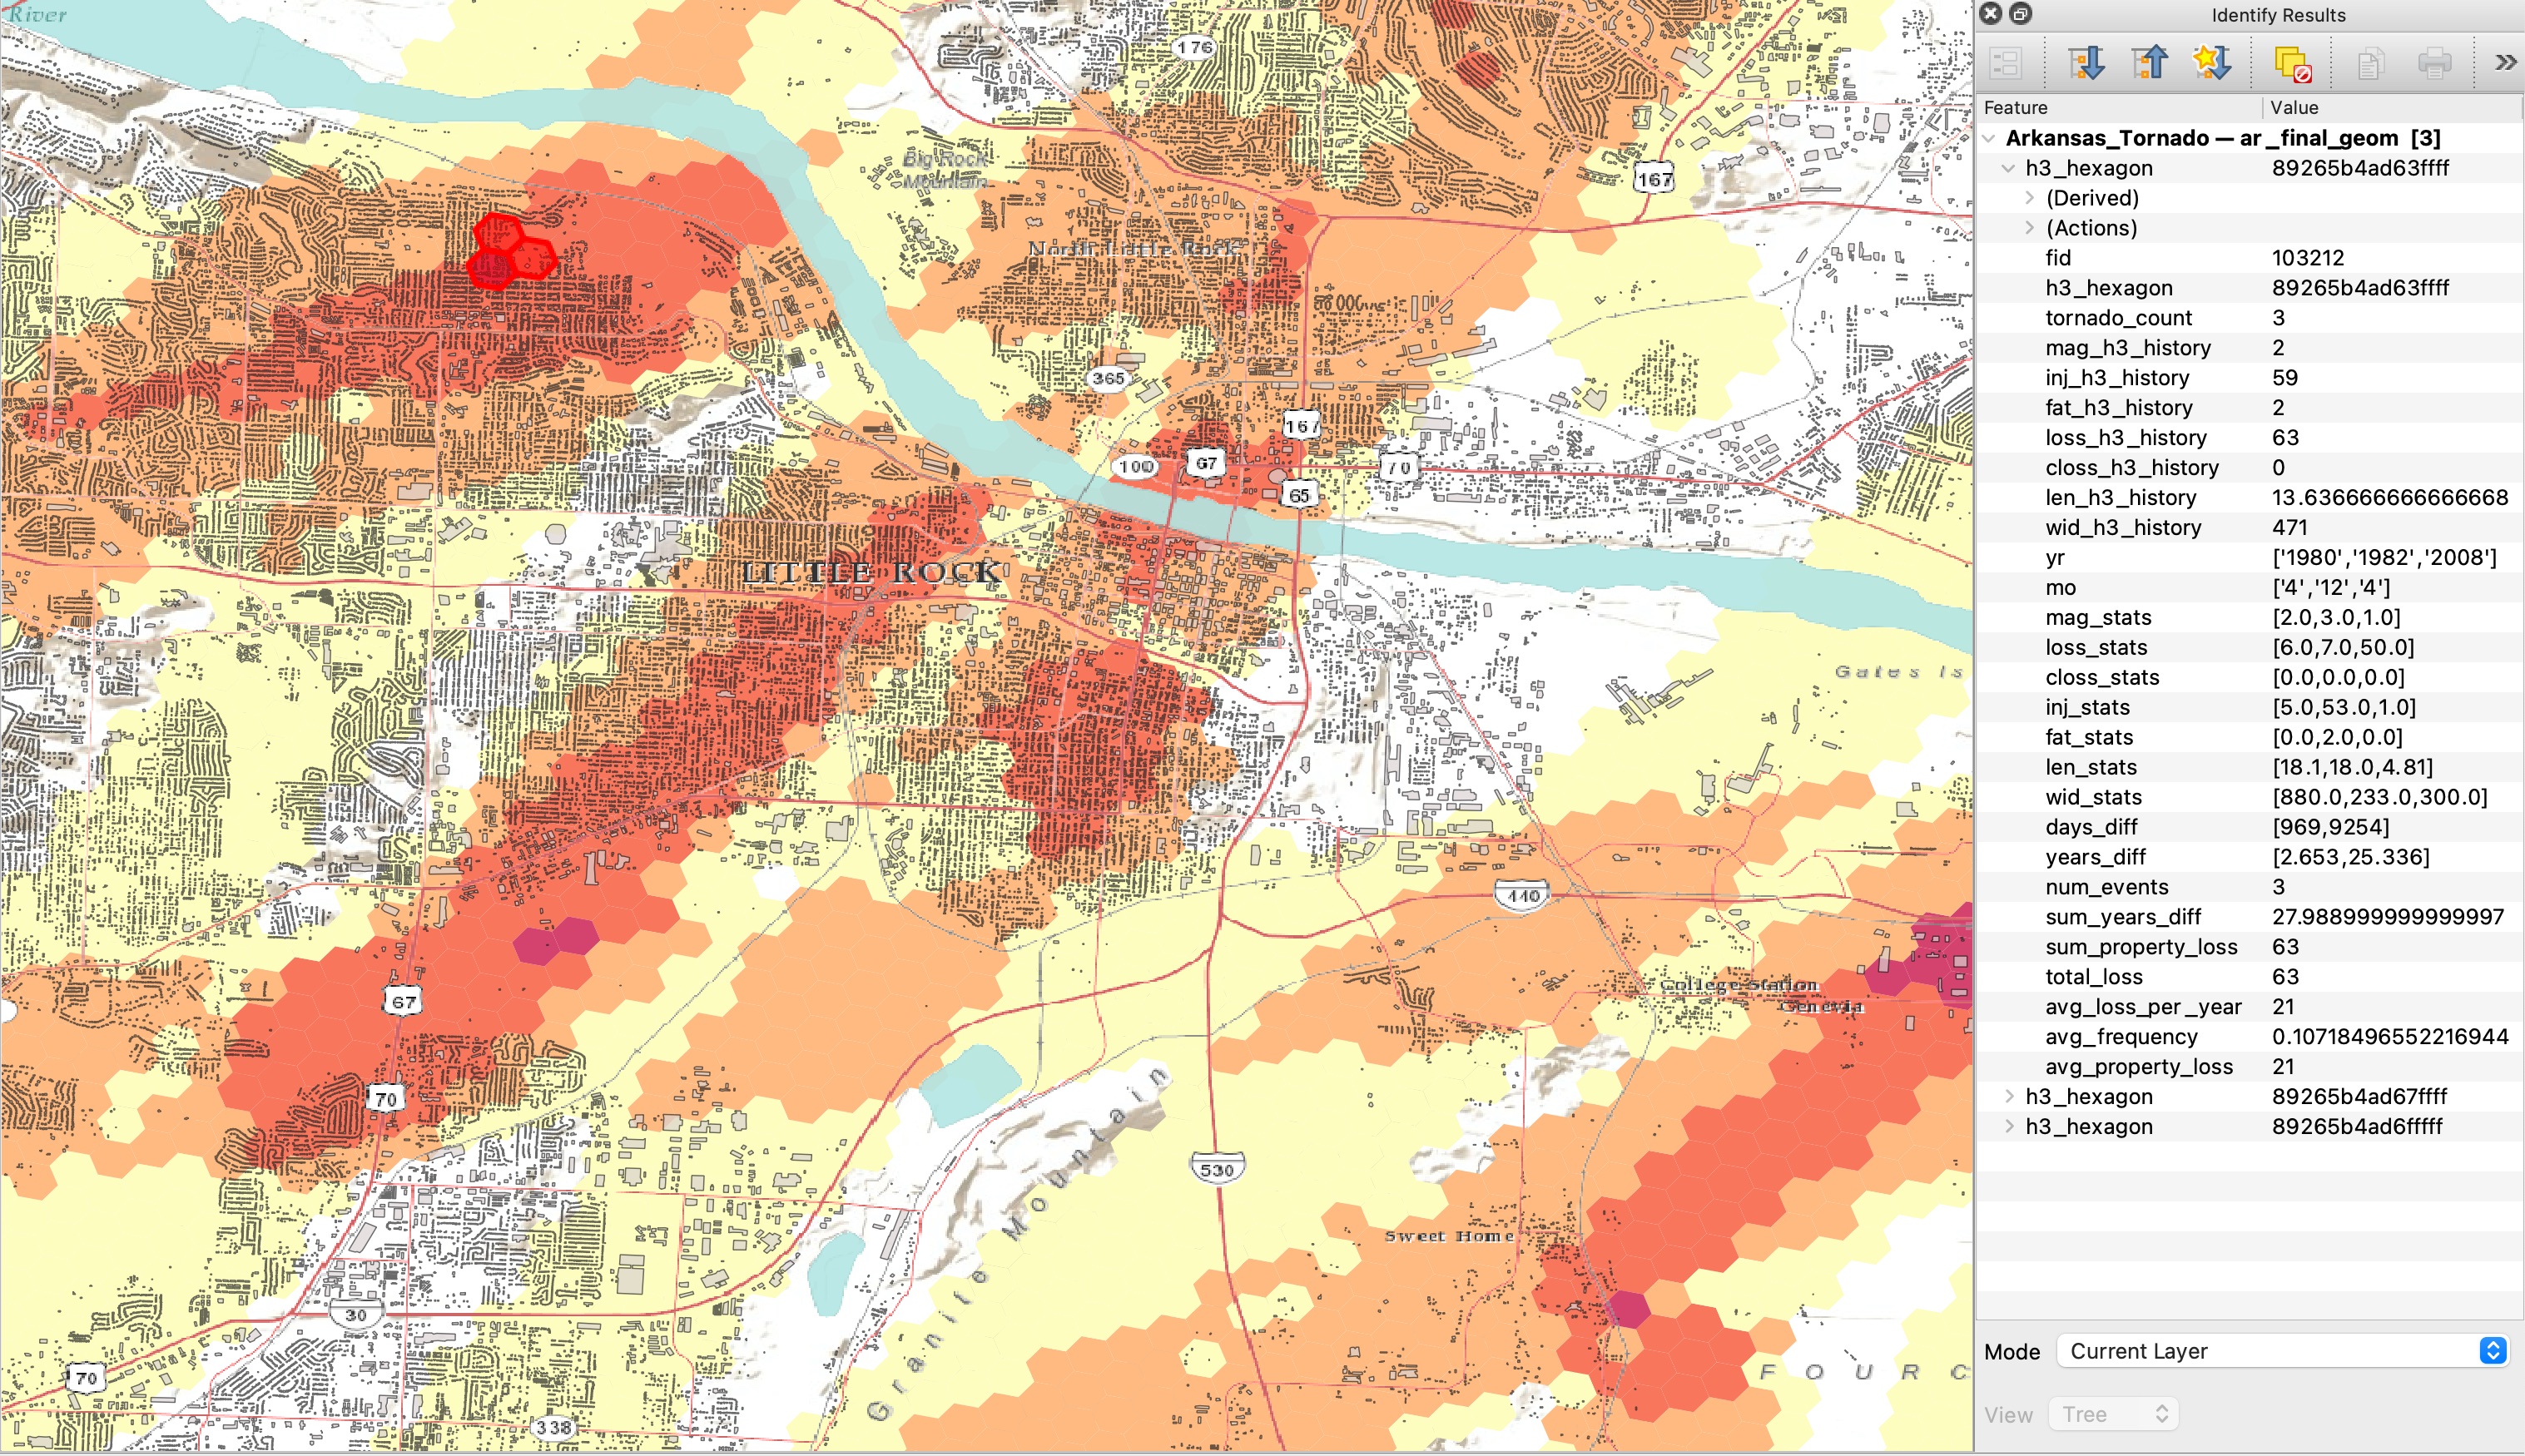 River
176
Big Rock
Mountain
167
North Little Rock
365
167
100
67
70
65
LITTLE ROCK
Gates Is
440
College Station
Genevia
67
70
Granite Mountain
530
Sweet Home
30
70
338
FOURC
Identify Results
Feature Value
Arkansas_Tornado — ar_final_geom [3]
h3_hexagon 89265b4ad63ffff
(Derived)
(Actions)
fid 103212
h3_hexagon 89265b4ad63ffff
tornado_count 3
mag_h3_history 2
inj_h3_history 59
fat_h3_history 2
loss_h3_history 63
closs_h3_history 0
len_h3_history 13.636666666666668
wid_h3_history 471
yr ['1980','1982','2008']
mo ['4','12','4']
mag_stats [2.0,3.0,1.0]
loss_stats [6.0,7.0,50.0]
closs_stats [0.0,0.0,0.0]
inj_stats [5.0,53.0,1.0]
fat_stats [0.0,2.0,0.0]
len_stats [18.1,18.0,4.81]
wid_stats [880.0,233.0,300.0]
days_diff [969,9254]
years_diff [2.653,25.336]
num_events 3
sum_years_diff 27.988999999999997
sum_property_loss 63
total_loss 63
avg_loss_per_year 21
avg_frequency 0.10718496552216944
avg_property_loss 21
h3_hexagon 89265b4ad67ffff
h3_hexagon 89265b4ad6fffff
Mode Current Layer
View Tree